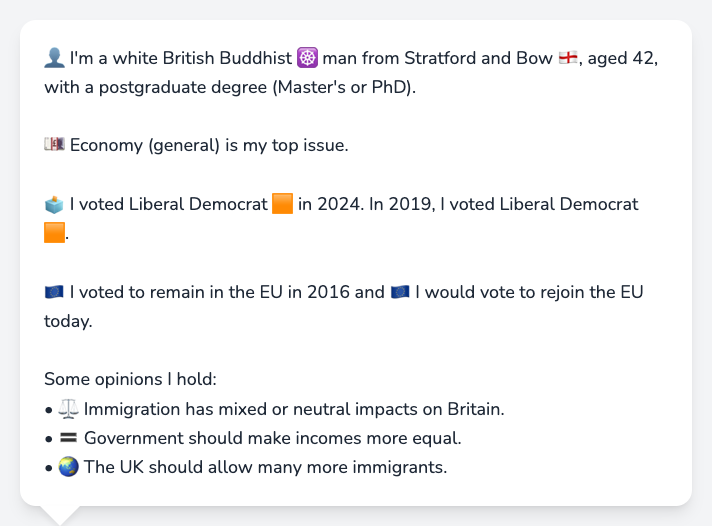 👤 I'm a white British Buddhist ☸️ man from Stratford and Bow 🏴󠁧󠁢󠁥󠁮󠁧󠁿, aged 42,
with a postgraduate degree (Master's or PhD).
💷 Economy (general) is my top issue.
🗳️ I voted Liberal Democrat 🟧 in 2024. In 2019, I voted Liberal Democrat
🟧.
🇪🇺 I voted to remain in the EU in 2016 and 🇪🇺 I would vote to rejoin the EU
today.
Some opinions I hold:
• ⚖️ Immigration has mixed or neutral impacts on Britain.
• 🟰 Government should make incomes more equal.
• 🌏 The UK should allow many more immigrants.